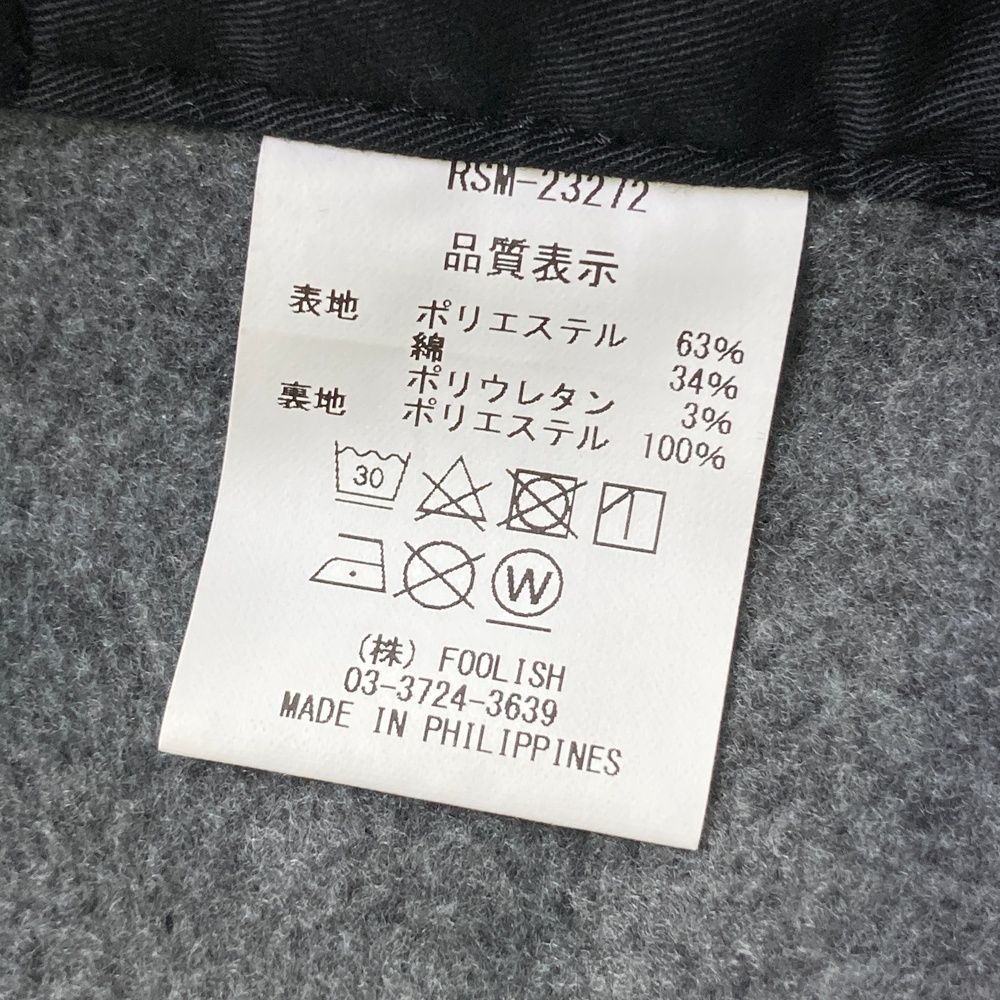 RSM-23272
品質表示
表地 ポリエステル 63%
綿 34%
ポリウレタン 3%
裏地 ポリエステル 100%
30
W
(株) FOOLISH
03-3724-3639
MADE IN PHILIPPINES